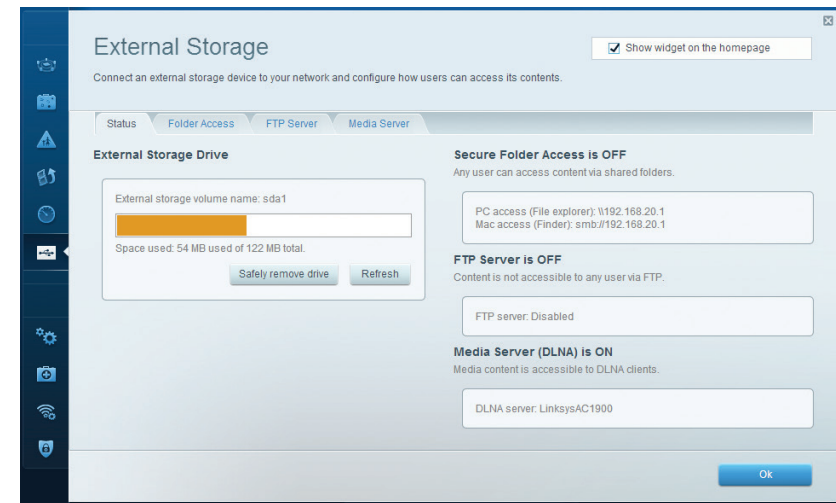 External Storage
Show widget on the homepage
Connect an external storage device to your network and configure how users can access its contents.
Status
Folder Access
FTP Server
Media Server
External Storage Drive
External storage volume name: sda1
Space used: 54 MB used of 122 MB total.
Safely remove drive
Refresh
Secure Folder Access is OFF
Any user can access content via shared folders.
PC access (File explorer): \\192.168.20.1
Mac access (Finder): smb://192.168.20.1
FTP Server is OFF
Content is not accessible to any user via FTP.
FTP server: Disabled
Media Server (DLNA) is ON
Media content is accessible to DLNA clients.
DLNA server: LinksysAC1900
Ok